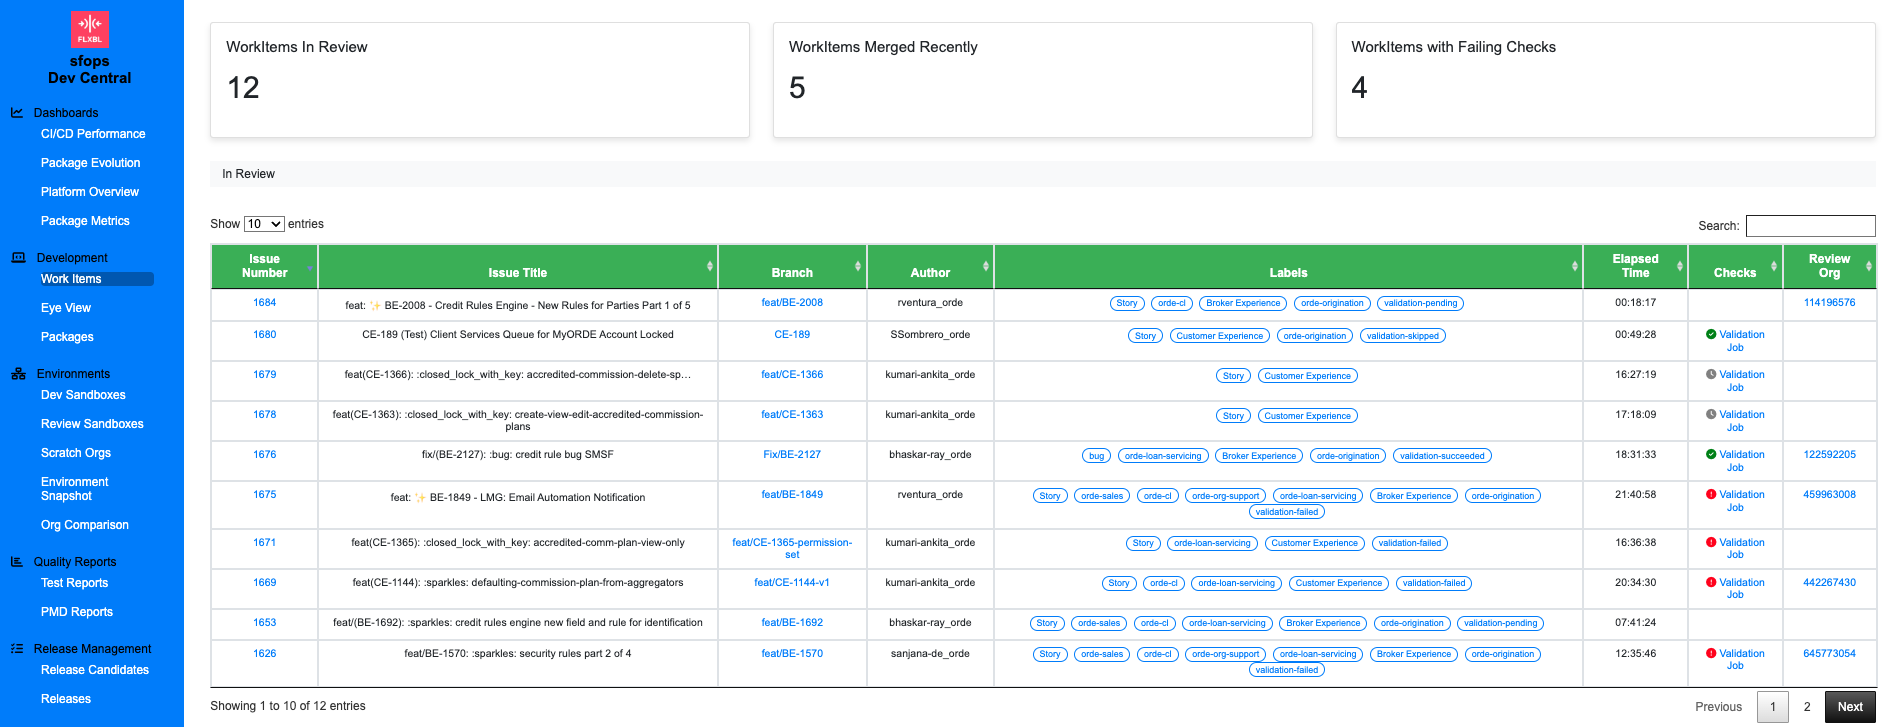 FLXBL
sfops
Dev Central
Dashboards
CI/CD Performance
Package Evolution
Platform Overview
Package Metrics
Development
Work Items
Eye View
Packages
Environments
Dev Sandboxes
Review Sandboxes
Scratch Orgs
Environment
Snapshot
Org Comparison
Quality Reports
Test Reports
PMD Reports
Release Management
Release Candidates
Releases
WorkItems In Review
12
WorkItems Merged Recently
5
WorkItems with Failing Checks
4
In Review
Show 10 entries
Search:
Issue Number Issue Title Branch Author Labels Elapsed Time Checks Review Org
1684 feat: ✨ BE-2008 - Credit Rules Engine - New Rules for Parties Part 1 of 5 feat/BE-2008 rventura_orde Story orde-cl Broker Experience orde-origination validation-pending 00:18:17 114196576
1680 CE-189 (Test) Client Services Queue for MyORDE Account Locked CE-189 SSombrero_orde Story Customer Experience orde-origination validation-skipped 00:49:28 Validation Job
1679 feat(CE-1366): :closed_lock_with_key: accredited-commission-delete-sp... feat/CE-1366 kumari-ankita_orde Story Customer Experience 16:27:19 Validation Job
1678 feat(CE-1363): :closed_lock_with_key: create-view-edit-accredited-commission-plans feat/CE-1363 kumari-ankita_orde Story Customer Experience 17:18:09 Validation Job
1676 fix/(BE-2127): :bug: credit rule bug SMSF Fix/BE-2127 bhaskar-ray_orde bug orde-loan-servicing Broker Experience orde-origination validation-succeeded 18:31:33 Validation Job 122592205
1675 feat: ✨ BE-1849 - LMG: Email Automation Notification feat/BE-1849 rventura_orde Story orde-sales orde-cl orde-org-support orde-loan-servicing Broker Experience orde-origination validation-failed 21:40:58 Validation Job 459963008
1671 feat(CE-1365): :closed_lock_with_key: accredited-comm-plan-view-only feat/CE-1365-permission-set kumari-ankita_orde Story orde-loan-servicing Customer Experience validation-failed 16:36:38 Validation Job
1669 feat(CE-1144): :sparkles: defaulting-commission-plan-from-aggregators feat/CE-1144-v1 kumari-ankita_orde Story orde-cl orde-loan-servicing Customer Experience validation-failed 20:34:30 Validation Job 442267430
1653 feat/(BE-1692): :sparkles: credit rules engine new field and rule for identification feat/BE-1692 bhaskar-ray_orde Story orde-sales orde-cl orde-loan-servicing Broker Experience orde-origination validation-pending 07:41:24
1626 feat/BE-1570: :sparkles: security rules part 2 of 4 feat/BE-1570 sanjana-de_orde Story orde-sales orde-cl orde-org-support orde-loan-servicing Broker Experience orde-origination validation-failed 12:35:46 Validation Job 645773054
Showing 1 to 10 of 12 entries
Previous 1 2 Next